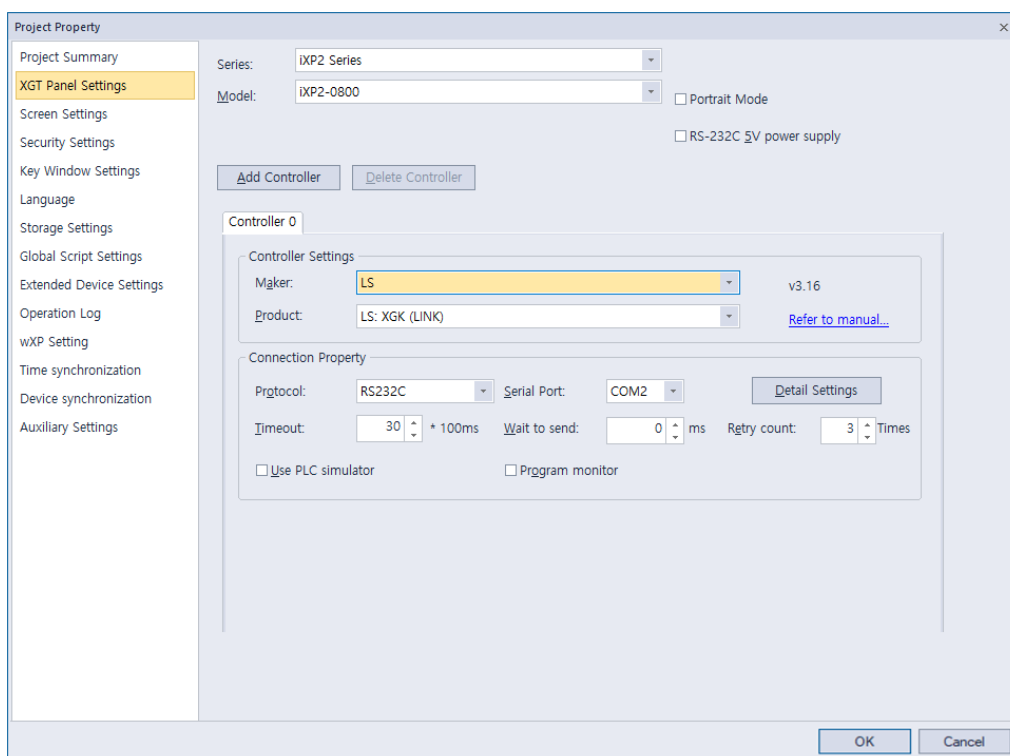 Project Property
Project Summary
XGT Panel Settings
Screen Settings
Security Settings
Key Window Settings
Language
Storage Settings
Global Script Settings
Extended Device Settings
Operation Log
wXP Setting
Time synchronization
Device synchronization
Auxiliary Settings
Series: iXP2 Series
Model: iXP2-0800
Portrait Mode
RS-232C 5V power supply
Add Controller Delete Controller
Controller 0
Controller Settings
Maker: LS v3.16
Product: LS: XGK (LINK) Refer to manual...
Connection Property
Protocol: RS232C Serial Port: COM2 Detail Settings
Timeout: 30 * 100ms Wait to send: 0 ms Retry count: 3 Times
Use PLC simulator Program monitor
OK Cancel